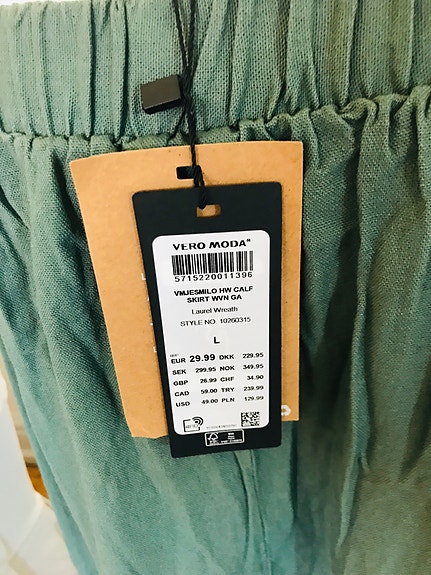 VERO MODA®
5715220011396
VMJESMILO HW CALF
SKIRT WVN GA
Laurel Wreath
STYLE NO. 10260315
L
EUR 29.99 DKK 229.95
SEK 299.95 NOK 349.95
GBP 26.99 CHF 34.90
CAD 59.00 TRY 239.99
USD 49.00 PLN 129.99
FSC